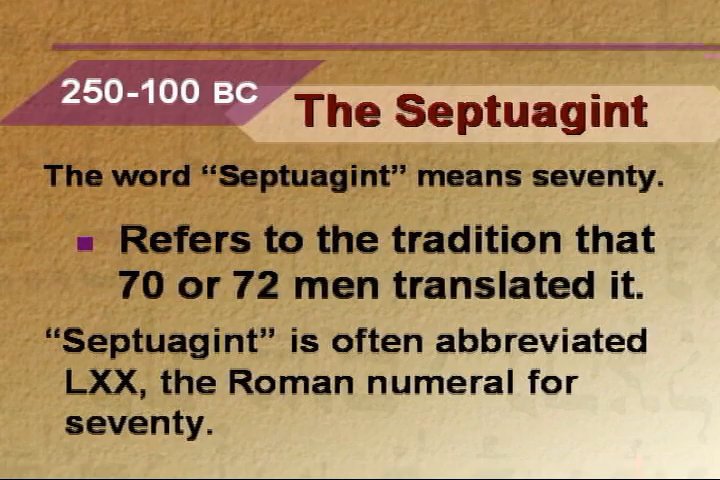 250-100 BC
The Septuagint
The word “Septuagint” means seventy.
■ Refers to the tradition that
70 or 72 men translated it.
“Septuagint” is often abbreviated
LXX, the Roman numeral for
seventy.